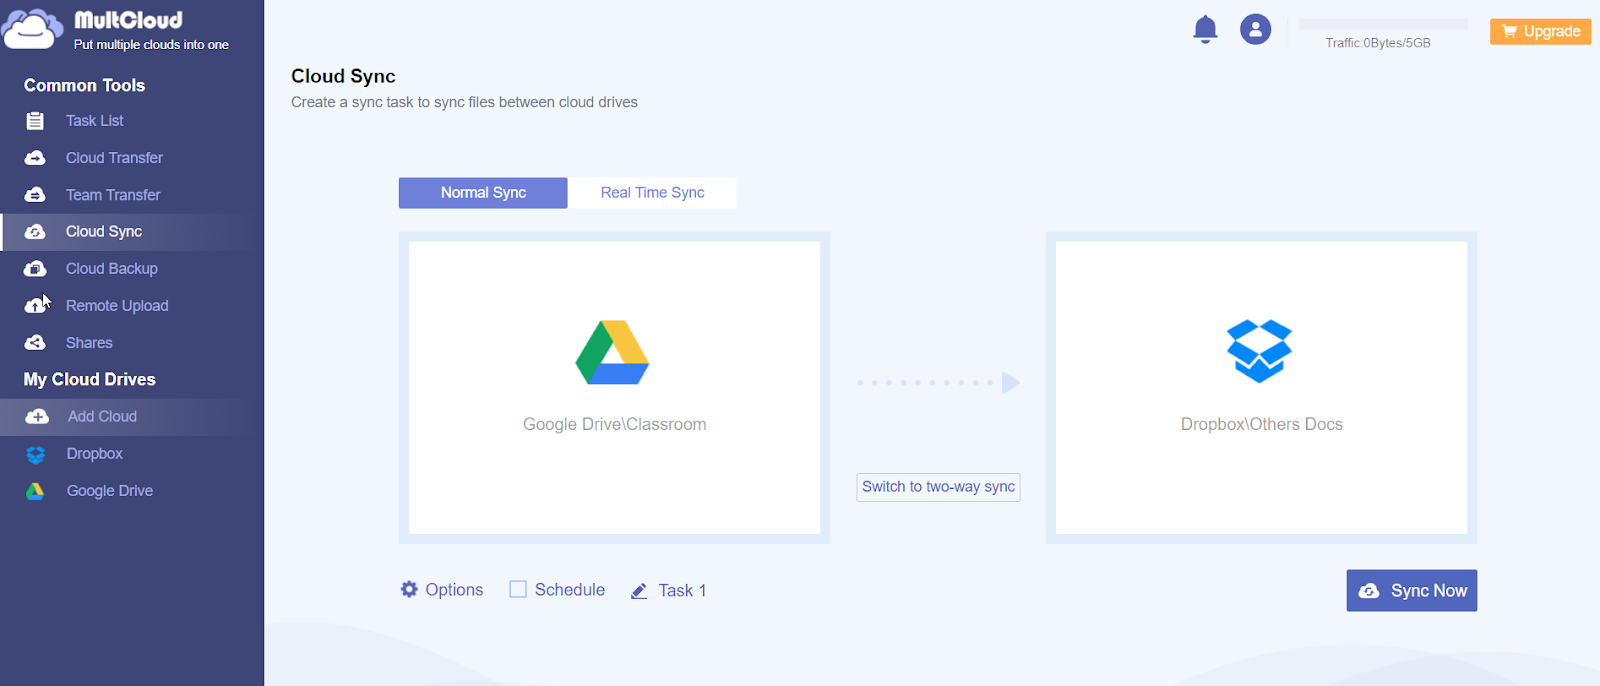 MultCloud
Put multiple clouds into one
Common Tools
Task List
Cloud Transfer
Team Transfer
Cloud Sync
Cloud Backup
Remote Upload
Shares
My Cloud Drives
Add Cloud
Dropbox
Google Drive
Traffic:0Bytes/5GB
Upgrade
Cloud Sync
Create a sync task to sync files between cloud drives
Normal Sync
Real Time Sync
Google Drive\Classroom
Switch to two-way sync
Dropbox\Others Docs
Options
Schedule
Task 1
Sync Now